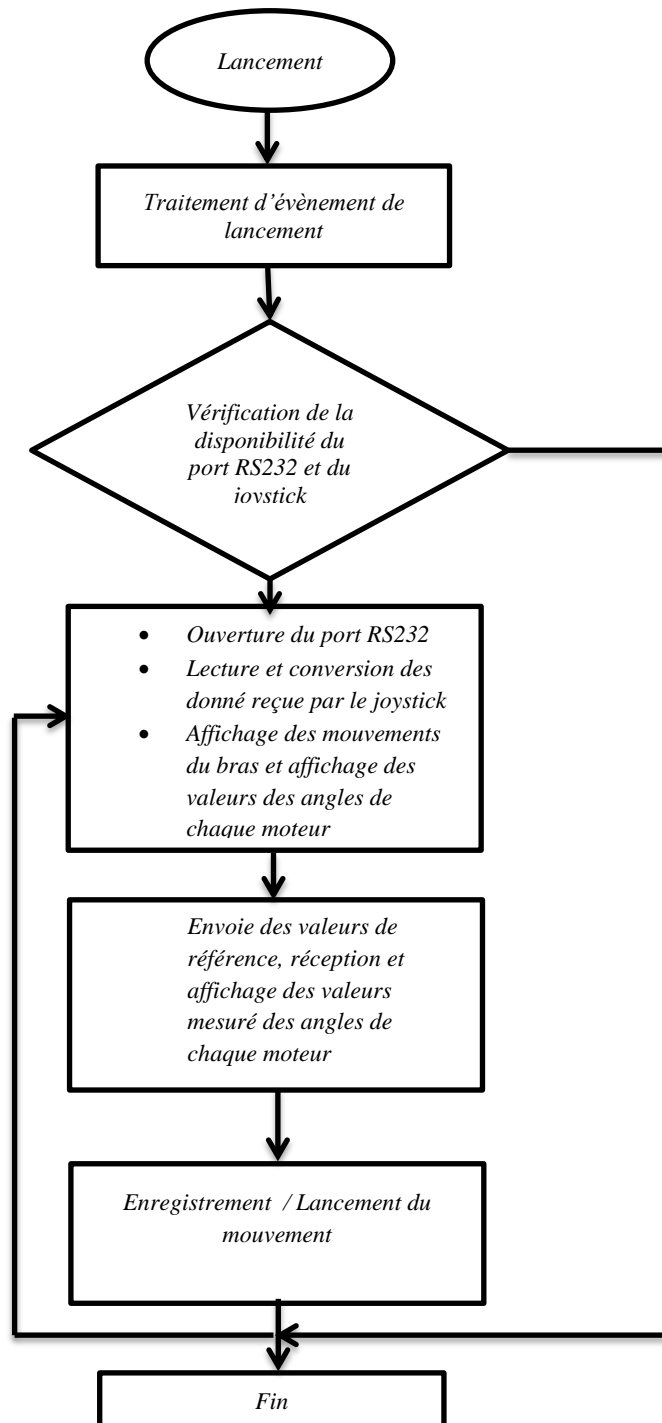 Lancement
Traitement d’évènement de
lancement
Vérification de la
disponibilité du
port RS232 et du
joystick
• Ouverture du port RS232
• Lecture et conversion des
donné reçue par le joystick
• Affichage des mouvements
du bras et affichage des
valeurs des angles de
chaque moteur
Envoie des valeurs de
référence, réception et
affichage des valeurs
mesuré des angles de
chaque moteur
Enregistrement / Lancement du
mouvement
Fin